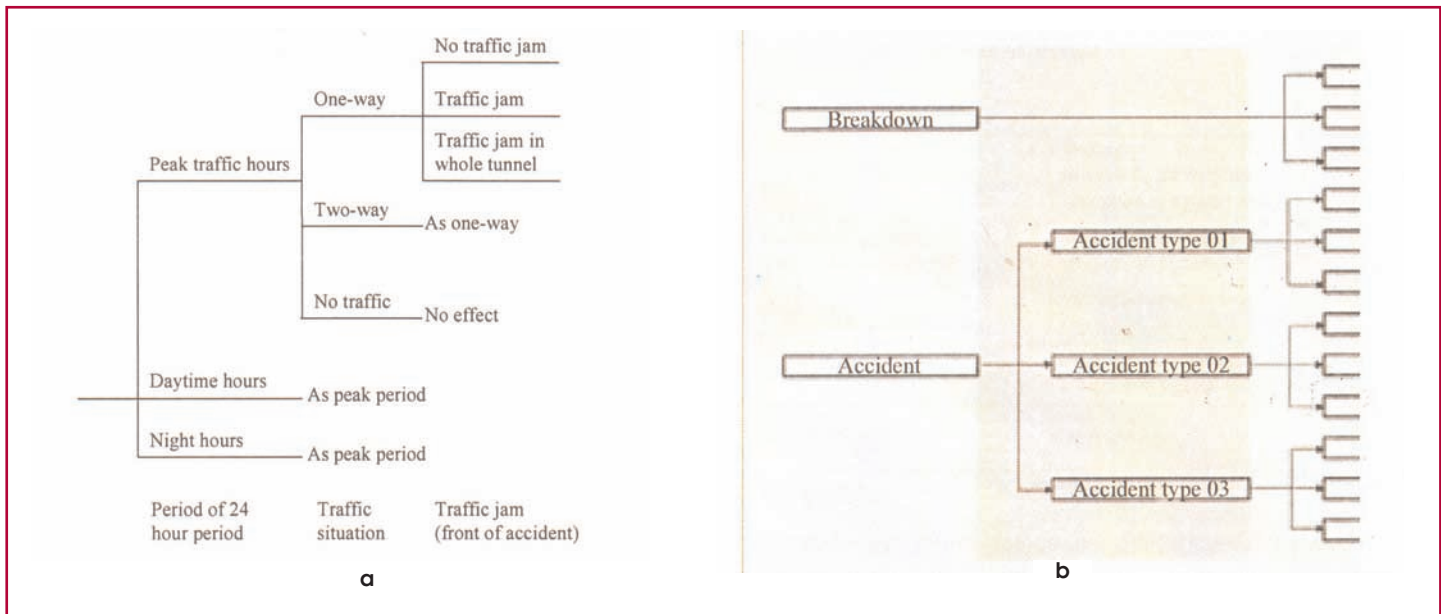 No traffic jam
One-way
Traffic jam
Traffic jam in
whole tunnel
Peak traffic hours
Two-way
As one-way
No traffic
No effect
Daytime hours
As peak period
Night hours
As peak period
Period of 24
hour period
Traffic
situation
Traffic jam
(front of accident)
a
Breakdown
Accident type 01
Accident
Accident type 02
Accident type 03
b